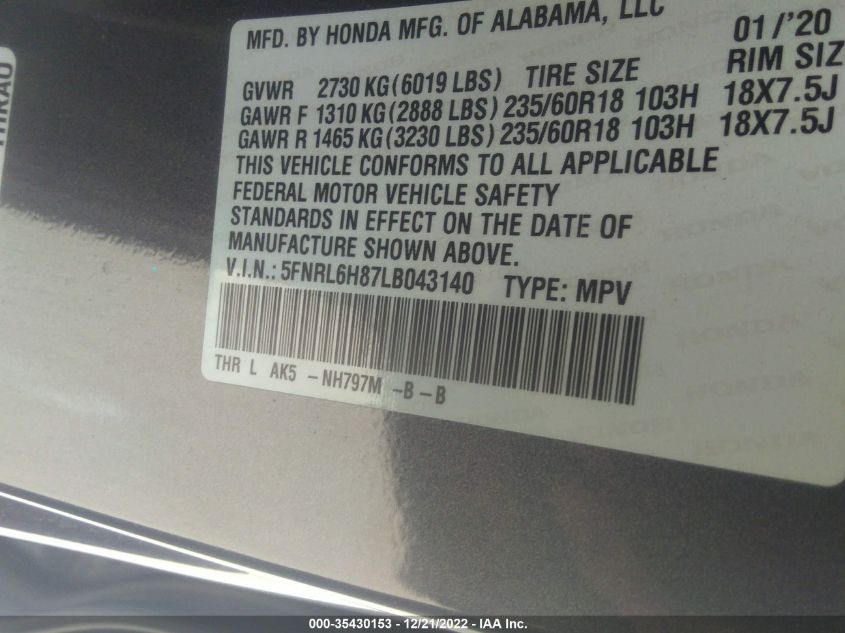 MFD. BY HONDA MFG. OF ALABAMA, LLC 01/'20
GVWR 2730 KG(6019 LBS) TIRE SIZE RIM SIZ
GAWR F 1310 KG(2888 LBS) 235/60R18 103H 18X7.5J
GAWR R 1465 KG(3230 LBS) 235/60R18 103H 18X7.5J
THIS VEHICLE CONFORMS TO ALL APPLICABLE
FEDERAL MOTOR VEHICLE SAFETY
STANDARDS IN EFFECT ON THE DATE OF
MANUFACTURE SHOWN ABOVE.
V.I.N.: 5FNRL6H87LB043140 TYPE: MPV
THR L AK5 -NH797M -B-B
THRAO
000-35430153 - 12/21/2022 - IAA Inc.